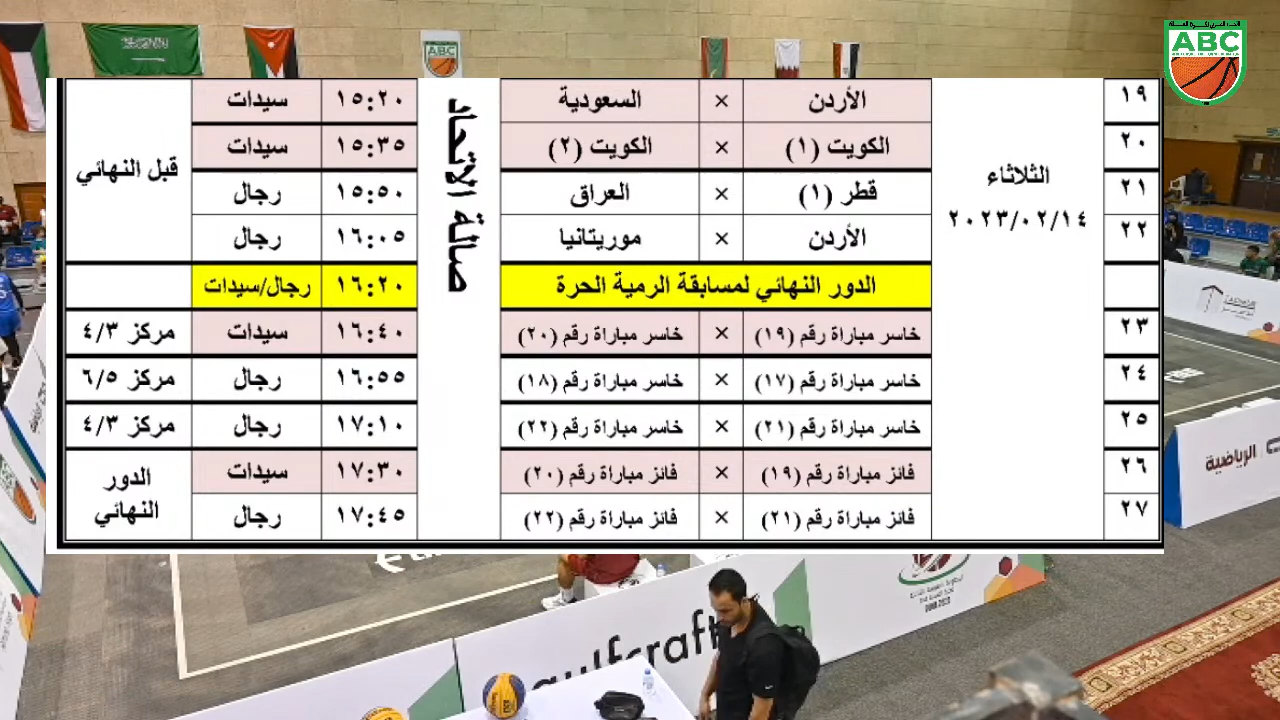 ABC
١٩ الأردن × السعودية ١٥:٢٠ سيدات
٢٠ الكويت (١) × الكويت (٢) ١٥:٣٥ سيدات
٢١ قطر (١) × العراق ١٥:٥٠ رجال
٢٢ الأردن × موريتانيا ١٦:٠٥ رجال
قبل النهائي
الثلاثاء
٢٠٢٣/٠٢/١٤
صالة الاتحاد
الدور النهائي لمسابقة الرمية الحرة ١٦:٢٠ رجال/سيدات
٢٣ خاسر مباراة رقم (١٩) × خاسر مباراة رقم (٢٠) ١٦:٤٠ سيدات مركز ٤/٣
٢٤ خاسر مباراة رقم (١٧) × خاسر مباراة رقم (١٨) ١٦:٥٥ رجال مركز ٦/٥
٢٥ خاسر مباراة رقم (٢١) × خاسر مباراة رقم (٢٢) ١٧:١٠ رجال مركز ٤/٣
٢٦ فائز مباراة رقم (١٩) × فائز مباراة رقم (٢٠) ١٧:٣٠ سيدات
٢٧ فائز مباراة رقم (٢١) × فائز مباراة رقم (٢٢) ١٧:٤٥ رجال
الدور
النهائي
الرياضية
gulfcraft